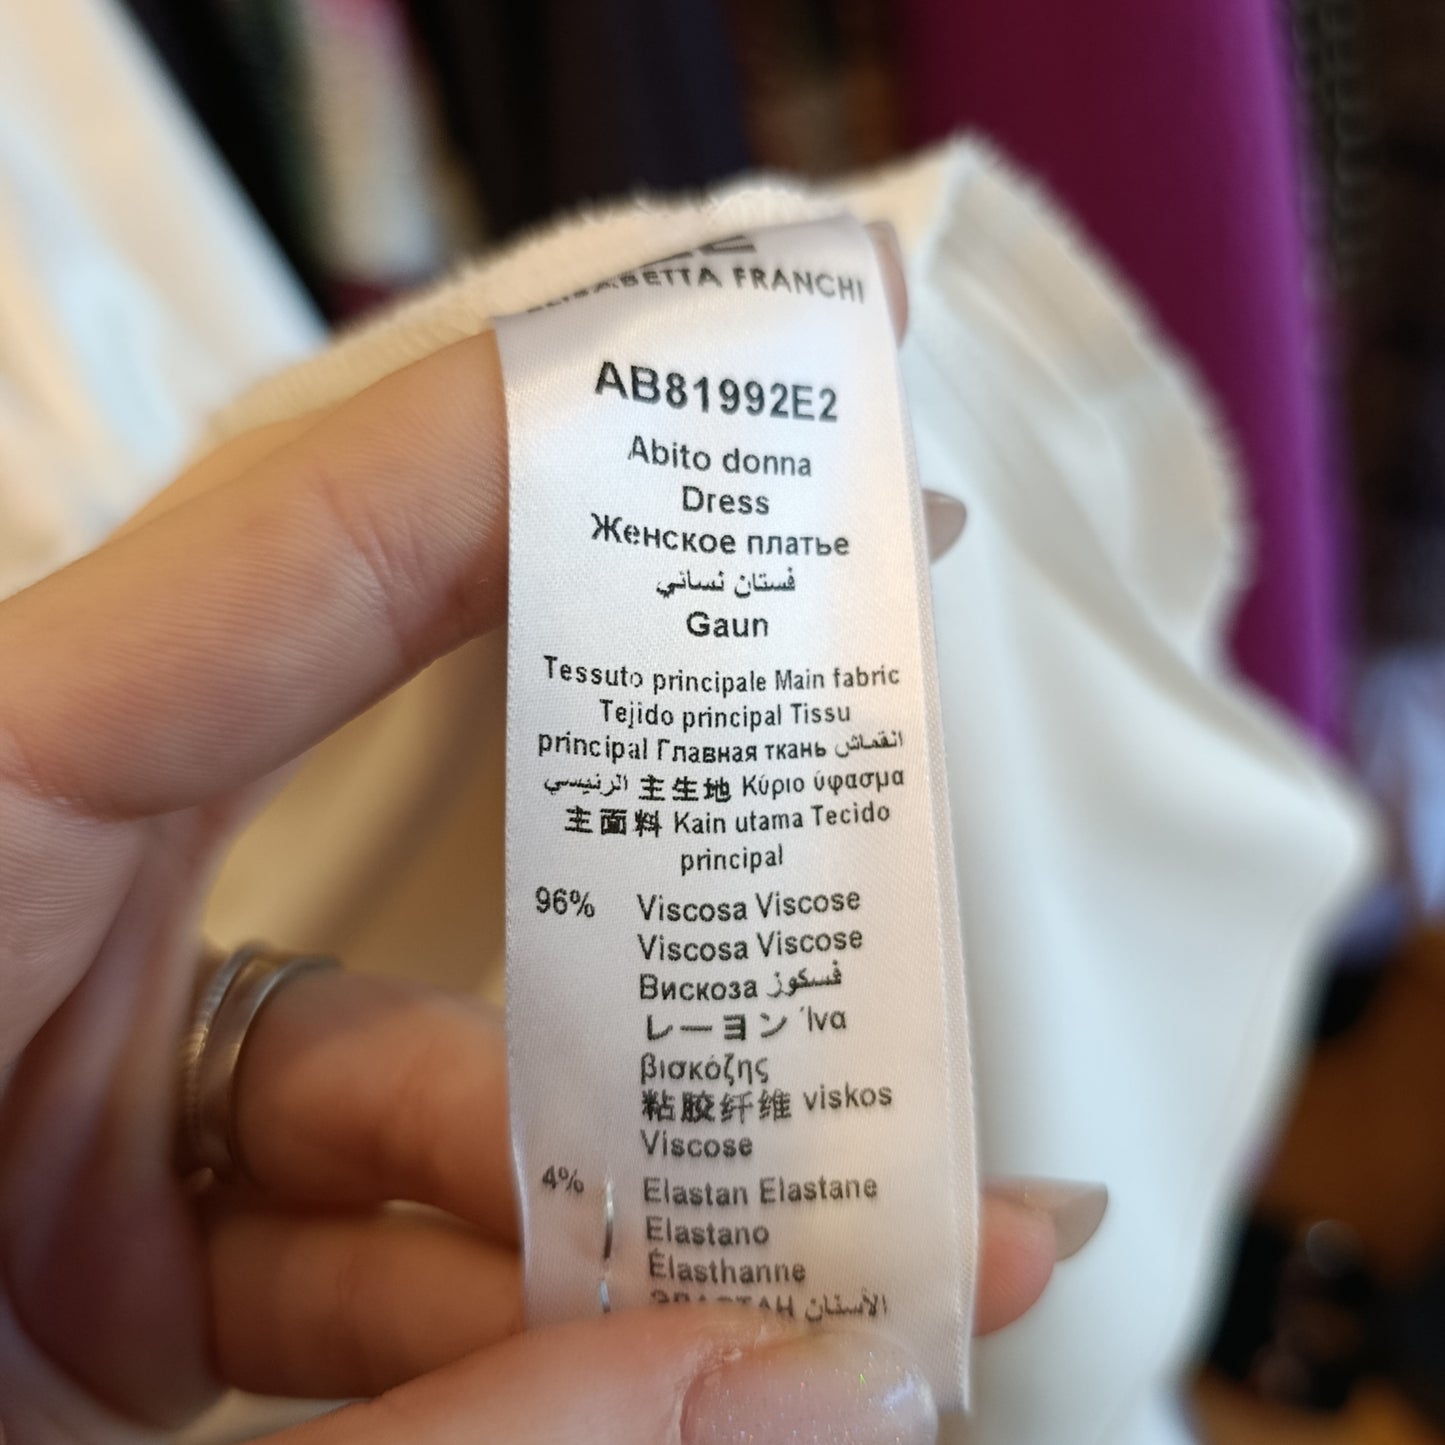 ELISABETTA FRANCHI
AB81992E2
Abito donna
Dress
Женское платье
فستان نسائي
Gaun
Tessuto principale Main fabric
Tejido principal Tissu
principal Главная ткань انقماش
الرئيسي 主生地 Κύριο ύφασμα
主面料 Kain utama Tecido
principal
96% Viscosa Viscose
Viscosa Viscose
Вискоза فسكوز
レーヨン Ίνα
βισκόζης
粘胶纤维 viskos
Viscose
4% Elastan Elastane
Elastano
Élasthanne
الأستان